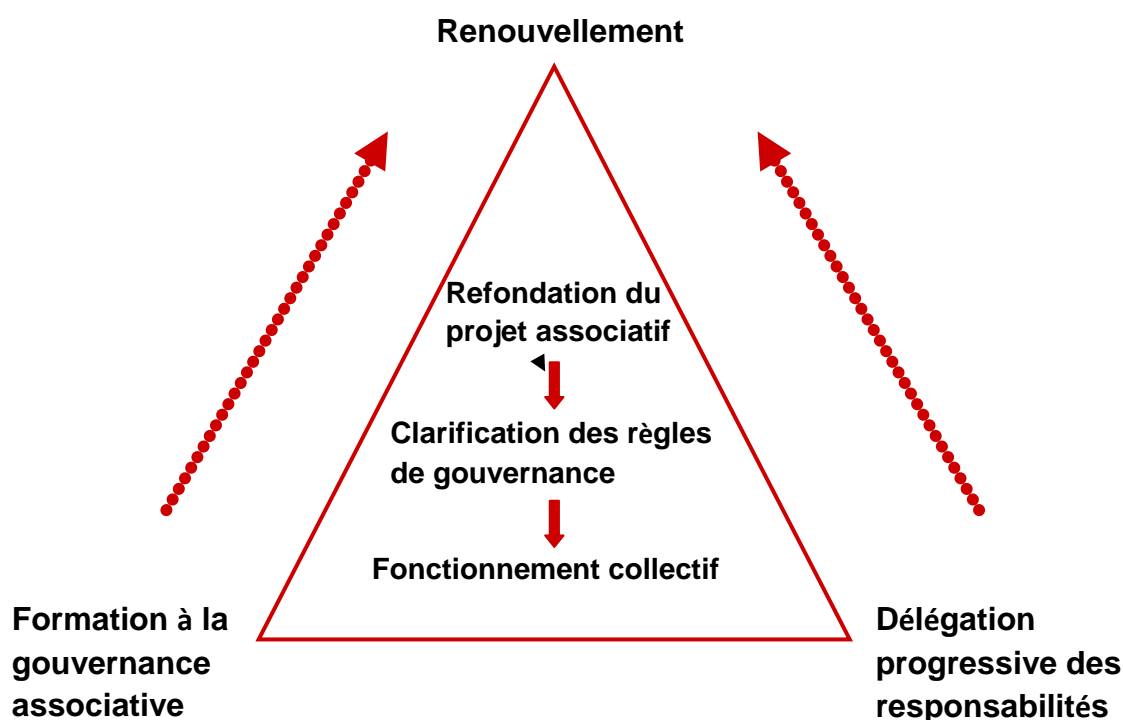 Renouvellement
Refondation du
projet associatif
Clarification des règles
de gouvernance
Fonctionnement collectif
Formation à la
gouvernance
associative
Délégation
progressive des
responsabilités